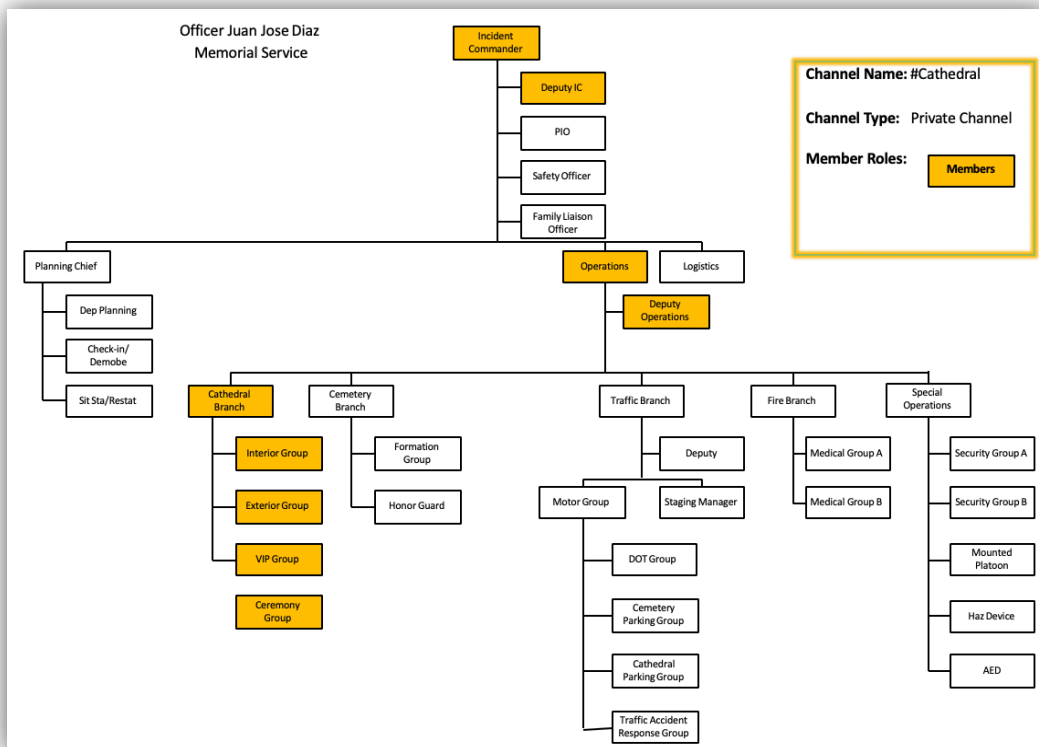 Officer Juan Jose Diaz
Memorial Service
Incident
Commander
Deputy IC
PIO
Safety Officer
Family Liaison
Officer
Channel Name: #Cathedral
Channel Type: Private Channel
Member Roles:
Members
Planning Chief
Operations
Logistics
Dep Planning
Check-in/
Demobe
Sit Sta/Restat
Deputy
Operations
Cathedral
Branch
Cemetery
Branch
Traffic Branch
Fire Branch
Special
Operations
Interior Group
Exterior Group
VIP Group
Ceremony
Group
Formation
Group
Honor Guard
Deputy
Motor Group
Staging Manager
DOT Group
Cemetery
Parking Group
Cathedral
Parking Group
Traffic Accident
Response Group
Medical Group A
Medical Group B
Security Group A
Security Group B
Mounted
Platoon
Haz Device
AED